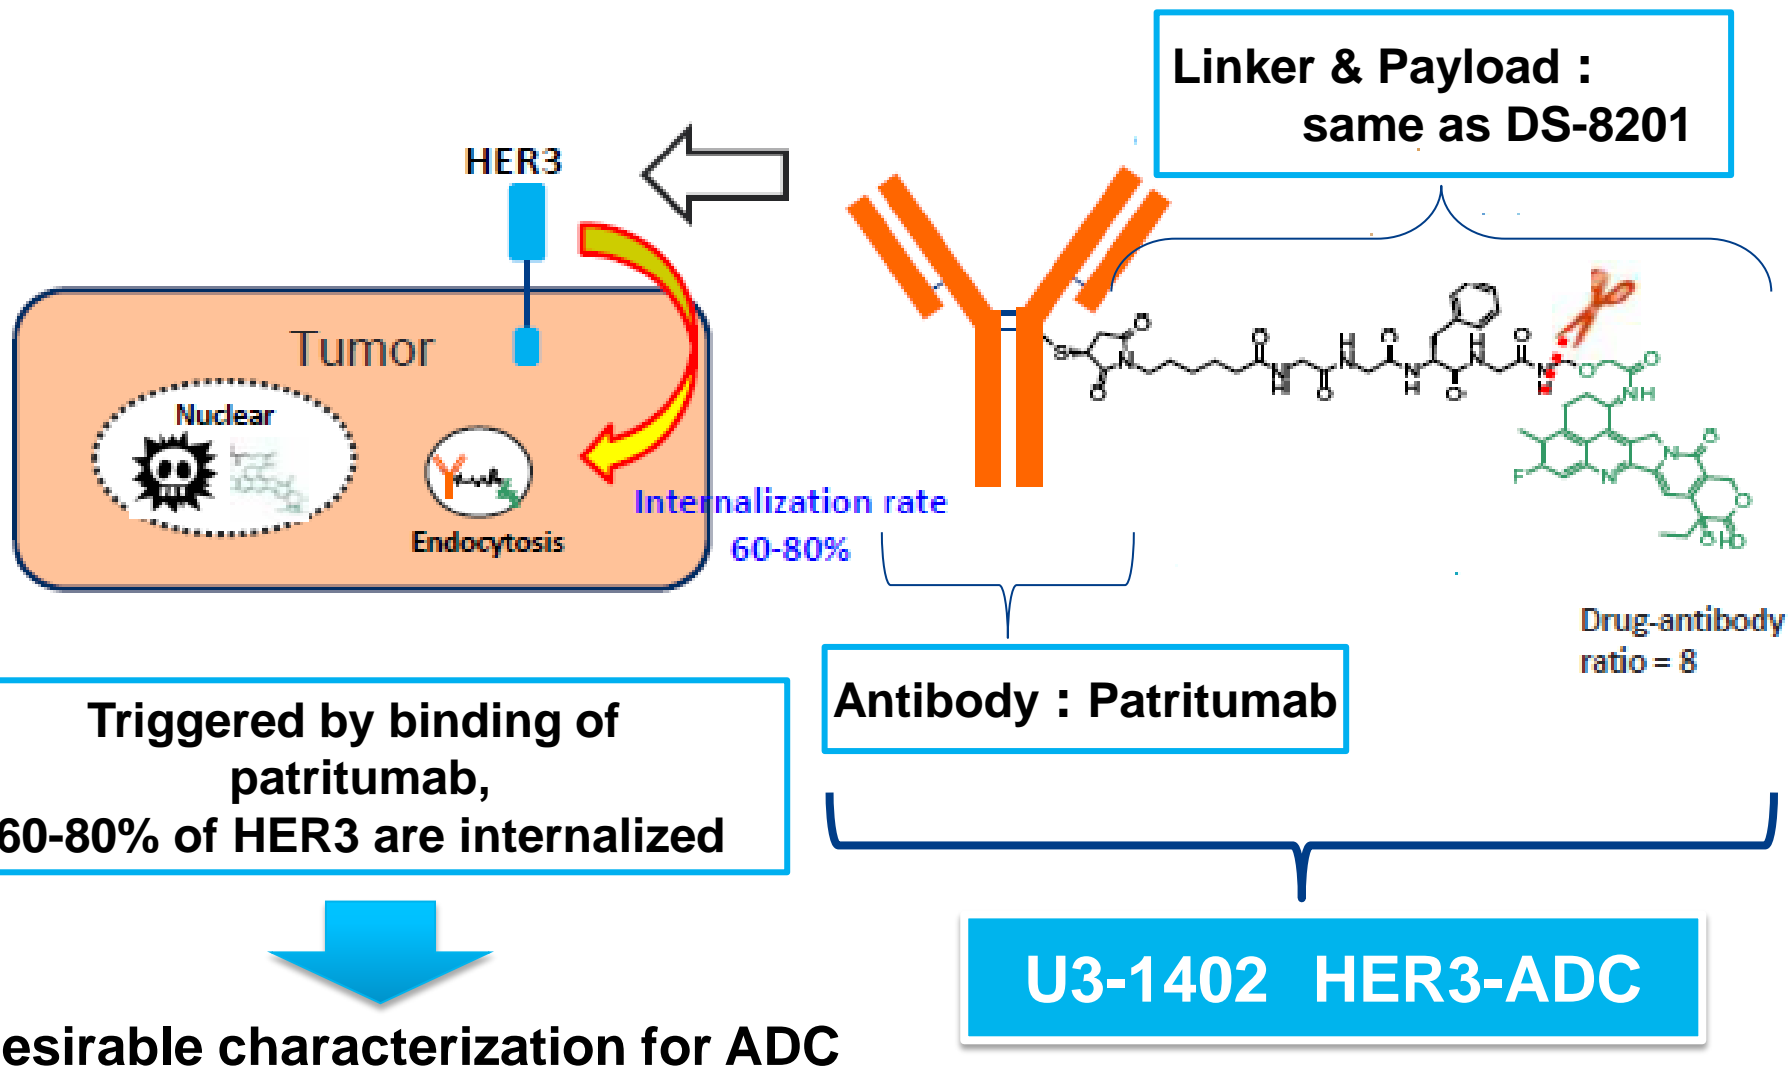 Linker & Payload :
same as DS-8201
HER3
Tumor
Nuclear
Endocytosis
Internalization rate
60-80%
S
O
O
N
O
N
H
O
H
N
O
N
H
O
H
N
O
N
H
O
O
NH
F
N
N
O
O
O
O
HO
Drug-antibody
ratio = 8
Antibody : Patritumab
Triggered by binding of
patritumab,
60-80% of HER3 are internalized
U3-1402 HER3-ADC
esirable characterization for ADC